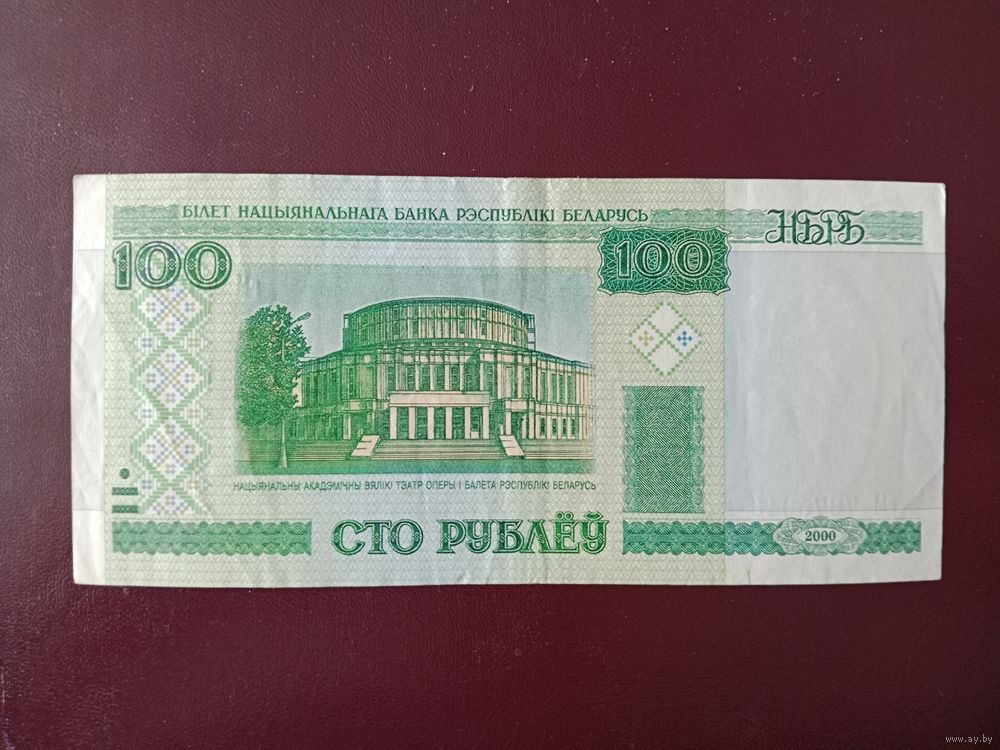 БІЛЕТ НАЦЫЯНАЛЬНАГА БАНКА РЭСПУБЛІКІ БЕЛАРУСЬ
НБРБ
100
100
НАЦЫЯНАЛЬНЫ АКАДЭМІЧНЫ ВЯЛІКІ ТЭАТР ОПЕРЫ І БАЛЕТА РЭСПУБЛІКІ БЕЛАРУСЬ
СТО РУБЛЁЎ
2000
www.ay.by